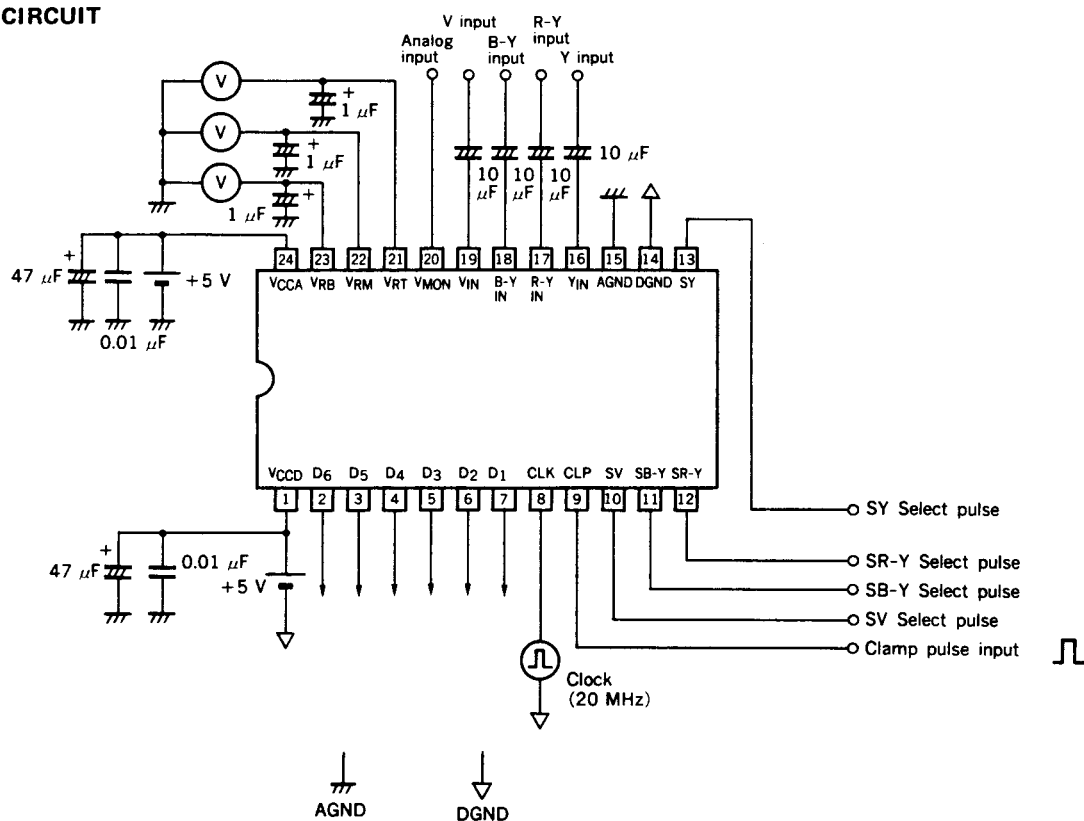 CIRCUIT
V input
R-Y input
Analog input
B-Y input
Y input
V
+
1 μF
V
+
1 μF
V
+
1 μF
10 μF
10 μF
10 μF
10 μF
+
47 μF
0.01 μF
+5 V
24 23 22 21 20 19 18 17 16 15 14 13
VCCA VRB VRM VRT VMON VIN B-Y IN R-Y IN YIN AGND DGND SY
VCCD D6 D5 D4 D3 D2 D1 CLK CLP SV SB-Y SR-Y
1 2 3 4 5 6 7 8 9 10 11 12
+
47 μF
0.01 μF
+5 V
SY Select pulse
SR-Y Select pulse
SB-Y Select pulse
SV Select pulse
Clamp pulse input
Clock
(20 MHz)
AGND
DGND